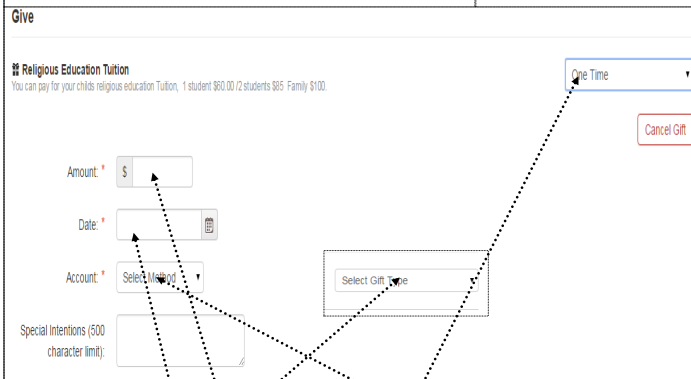 Give
Religious Education Tuition
You can pay for your childs religious education Tuition, 1 student $60.00 /2 students $85 Family $100.
One Time
Cancel Gift
Amount: * $
Date: *
Account: * Select Method
Select Gift Type
Special Intentions (500
character limit):